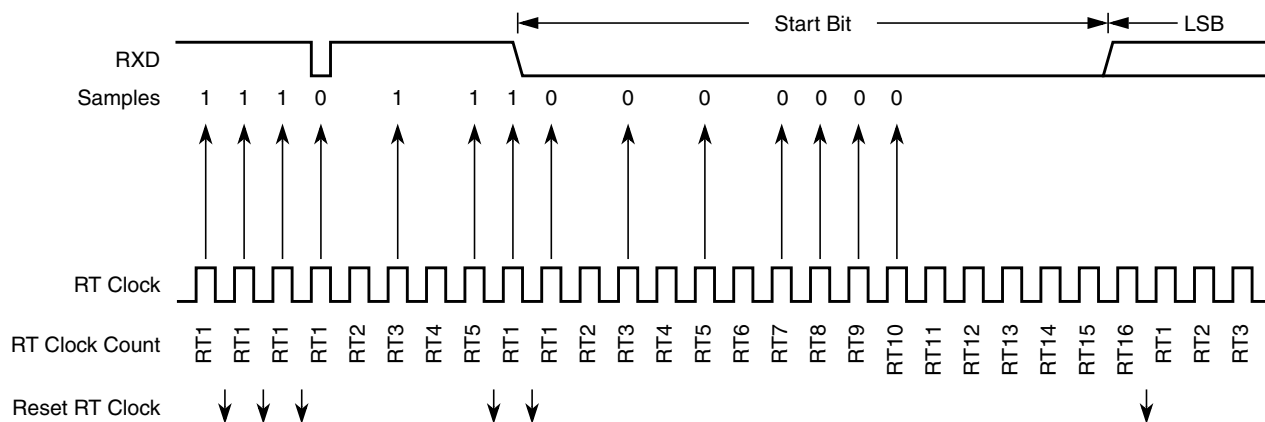 Start Bit LSB
RXD
Samples 1 1 1 0 1 1 1 0 0 0 0 0 0 0
RT Clock
RT Clock Count RT1 RT1 RT1 RT1 RT2 RT3 RT4 RT5 RT1 RT1 RT2 RT3 RT4 RT5 RT6 RT7 RT8 RT9 RT10 RT11 RT12 RT13 RT14 RT15 RT16 RT1 RT2 RT3
Reset RT Clock